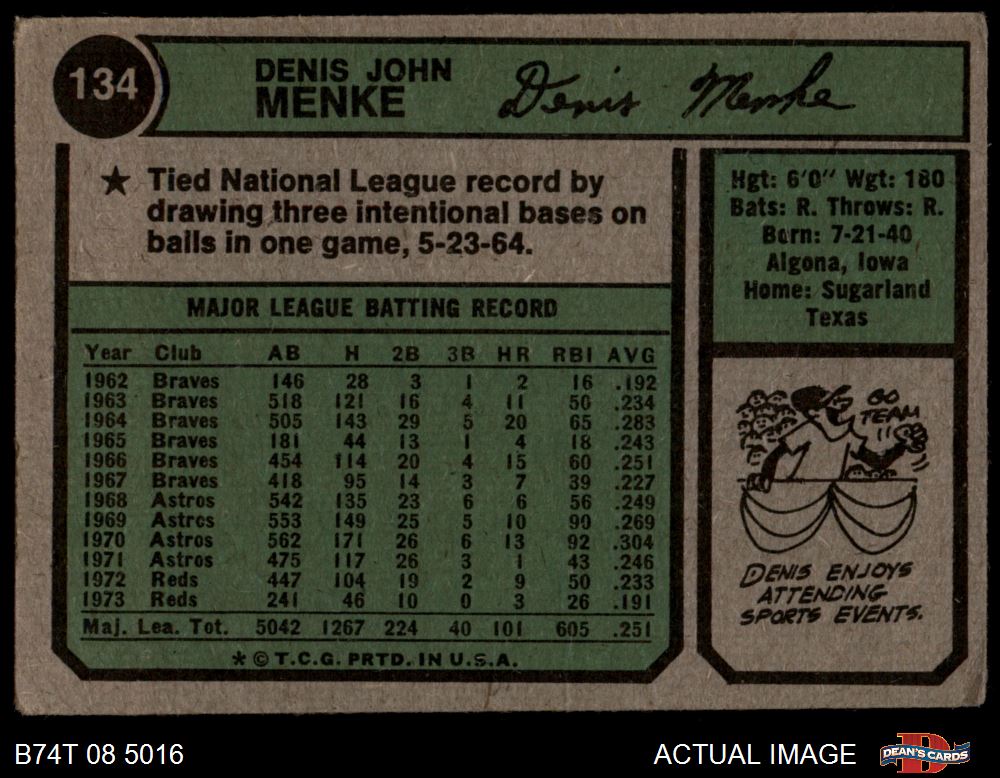 134
DENIS JOHN
MENKE
Denis Menke
★ Tied National League record by
drawing three intentional bases on
balls in one game, 5-23-64.
Hgt: 6'0" Wgt: 180
Bats: R. Throws: R.
Born: 7-21-40
Algona, Iowa
Home: Sugarland
Texas
MAJOR LEAGUE BATTING RECORD
Year Club AB H 2B 3B HR RBI AVG
1962 Braves 146 28 3 1 2 16 .192
1963 Braves 518 121 16 4 11 50 .234
1964 Braves 505 143 29 5 20 65 .283
1965 Braves 181 44 13 1 4 18 .243
1966 Braves 454 114 20 4 15 60 .251
1967 Braves 418 95 14 3 7 39 .227
1968 Astros 542 135 23 6 6 56 .249
1969 Astros 553 149 25 5 10 90 .269
1970 Astros 562 171 26 6 13 92 .304
1971 Astros 475 117 26 3 1 43 .246
1972 Reds 447 104 19 2 9 50 .233
1973 Reds 241 46 10 0 3 26 .191
Maj. Lea. Tot. 5042 1267 224 40 101 605 .251
* © T.C.G. PRTD. IN U.S.A.
GO
TEAM
!!
DENIS ENJOYS
ATTENDING
SPORTS EVENTS.
B74T 08 5016
ACTUAL IMAGE
DEAN'S CARDS